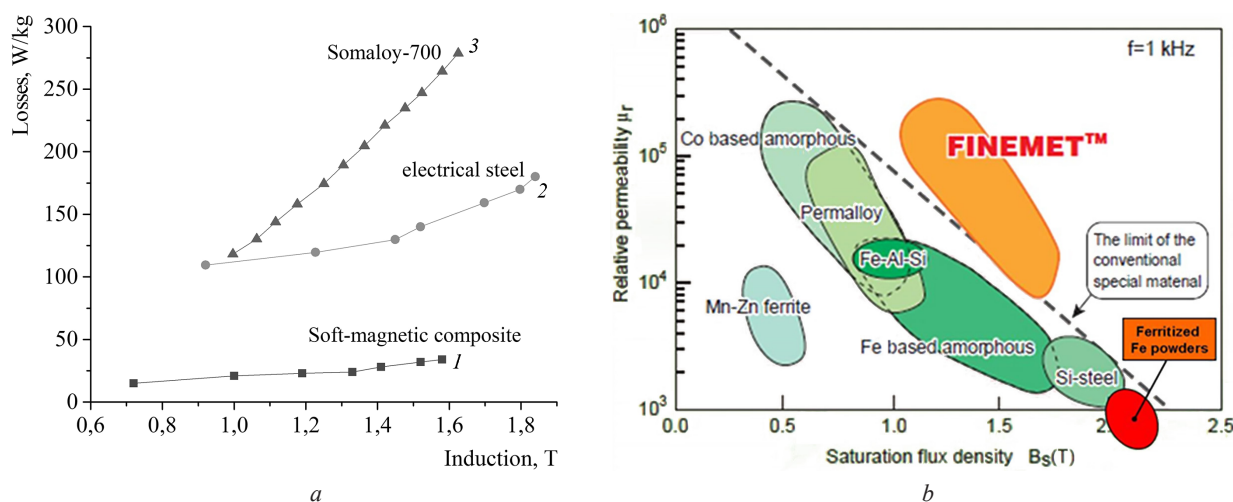 300
250
200
150
100
50
0
Losses, W/kg
0,6
0,8
1,0
1,2
1,4
1,6
1,8
Induction, T
Somaloy-700
3
electrical steel
2
Soft-magnetic composite
1
a
10⁶
10⁵
10⁴
10³
Relative permeability μr
f=1 kHz
Co based amorphous
FINEMET™
Permalloy
Fe-Al-Si
The limit of the
conventional
special matenal
Mn-Zn ferrite
Fe based amorphous
Ferritized
Fe powders
Si-steel
0.0
0.5
1.0
1.5
2.0
2.5
Saturation flux density Bs(T)
b